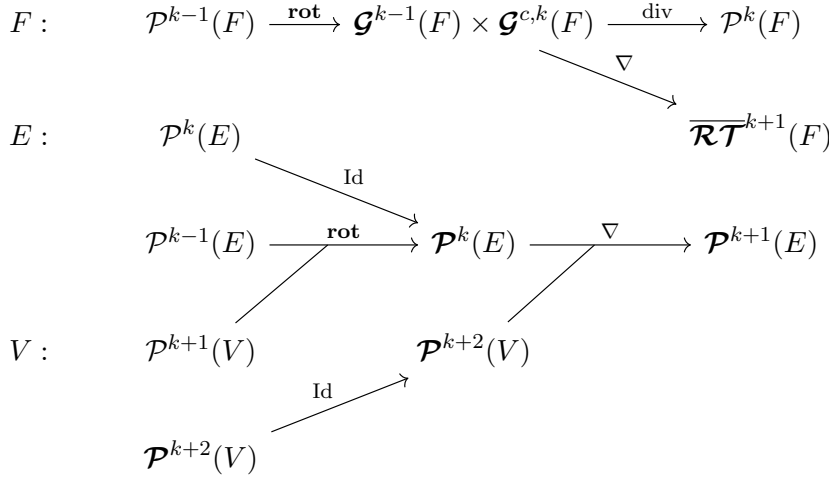 F : 𝒫^{k−1}(F) rot 𝓖^{k−1}(F) × 𝓖^{c,k}(F) div 𝒫^k(F)
∇
E : 𝒫^k(E) \overline{𝓡𝓣}^{k+1}(F)
Id
𝒫^{k−1}(E) rot 𝓟^k(E) ∇ 𝓟^{k+1}(E)
V : 𝒫^{k+1}(V) 𝓟^{k+2}(V)
Id
𝓟^{k+2}(V)